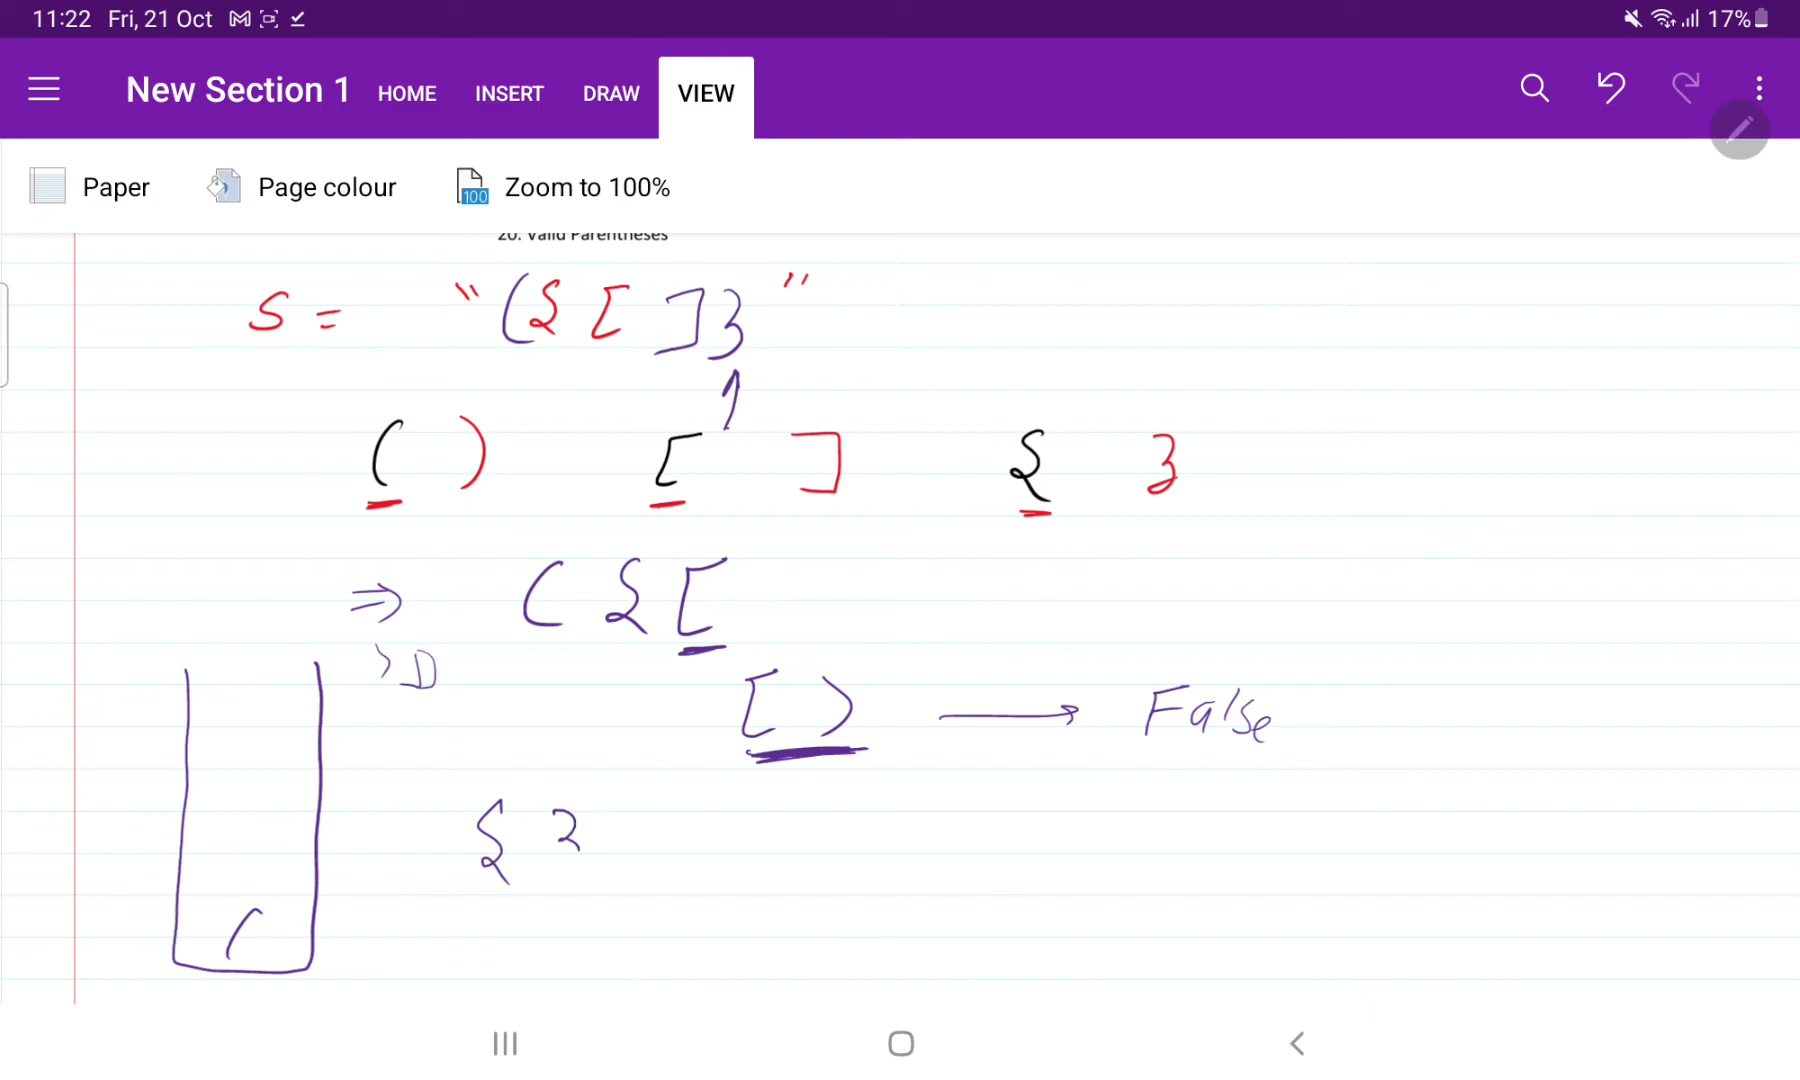 11:22 Fri, 21 Oct 17%
New Section 1 HOME INSERT DRAW VIEW
Paper Page colour 100 Zoom to 100%
20. Valid Parentheses
S = "({[]}"
( ) [ ] { }
⇒ ({[
[ ) → False
{ }
(